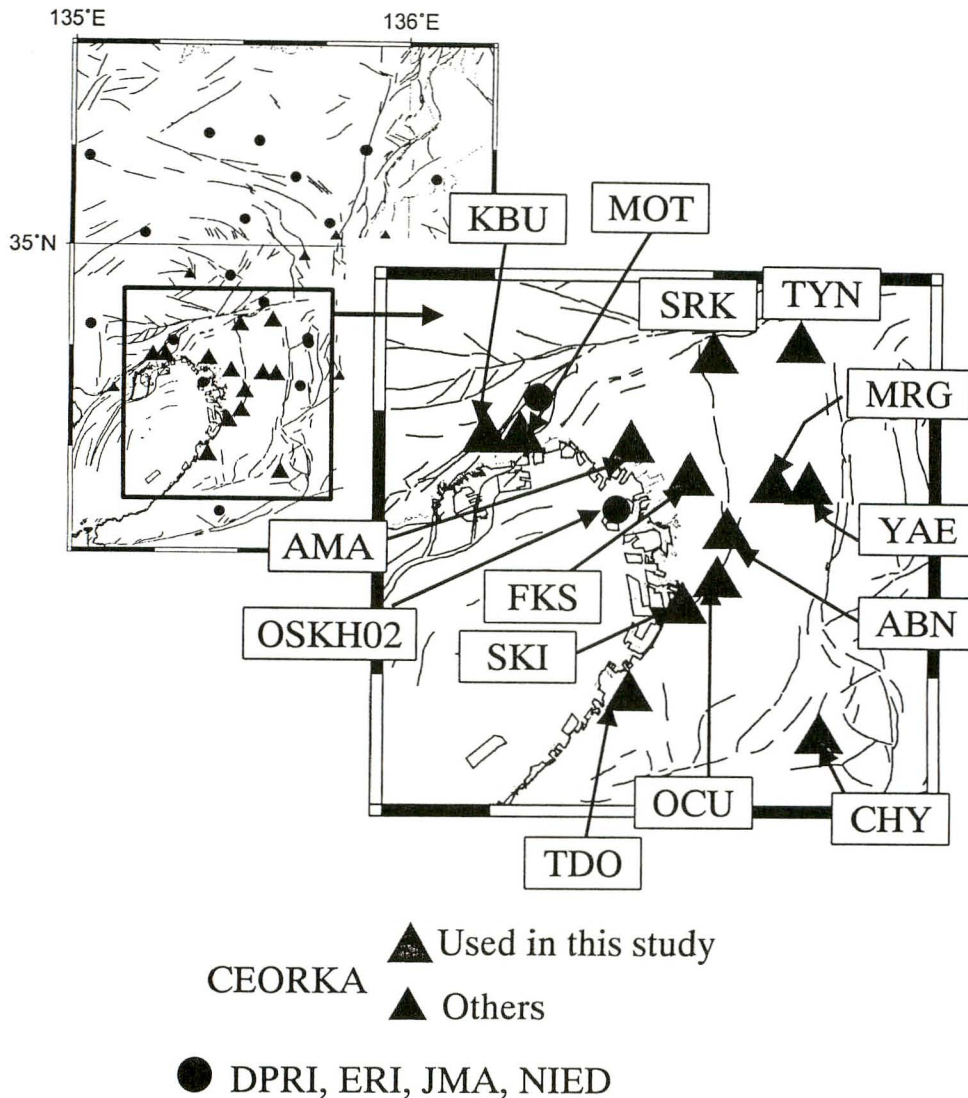 135°E
136°E
35°N
KBU
MOT
SRK
TYN
MRG
AMA
YAE
FKS
OSKH02
ABN
SKI
OCU
CHY
TDO
Used in this study
CEORKA
Others
DPRI, ERI, JMA, NIED